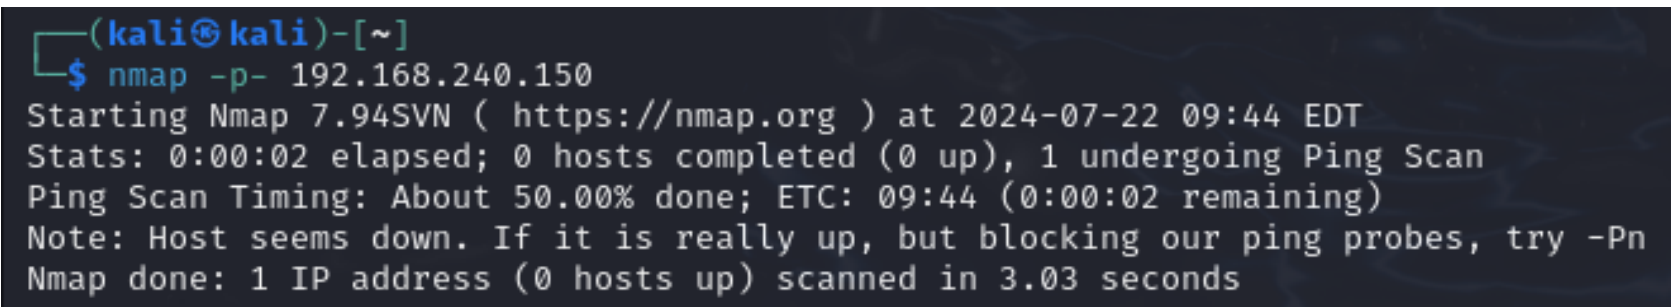 ┌──(kali㉿kali)-[~]
└─$ nmap -p- 192.168.240.150
Starting Nmap 7.94SVN ( https://nmap.org ) at 2024-07-22 09:44 EDT
Stats: 0:00:02 elapsed; 0 hosts completed (0 up), 1 undergoing Ping Scan
Ping Scan Timing: About 50.00% done; ETC: 09:44 (0:00:02 remaining)
Note: Host seems down. If it is really up, but blocking our ping probes, try -Pn
Nmap done: 1 IP address (0 hosts up) scanned in 3.03 seconds